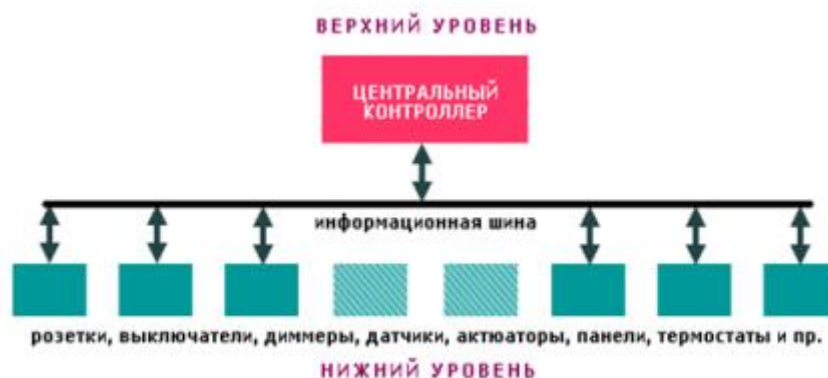 ВЕРХНИЙ УРОВЕНЬ
ЦЕНТРАЛЬНЫЙ
КОНТРОЛЛЕР
информационная шина
розетки, выключатели, диммеры, датчики, актюаторы, панели, термостаты и пр.
НИЖНИЙ УРОВЕНЬ